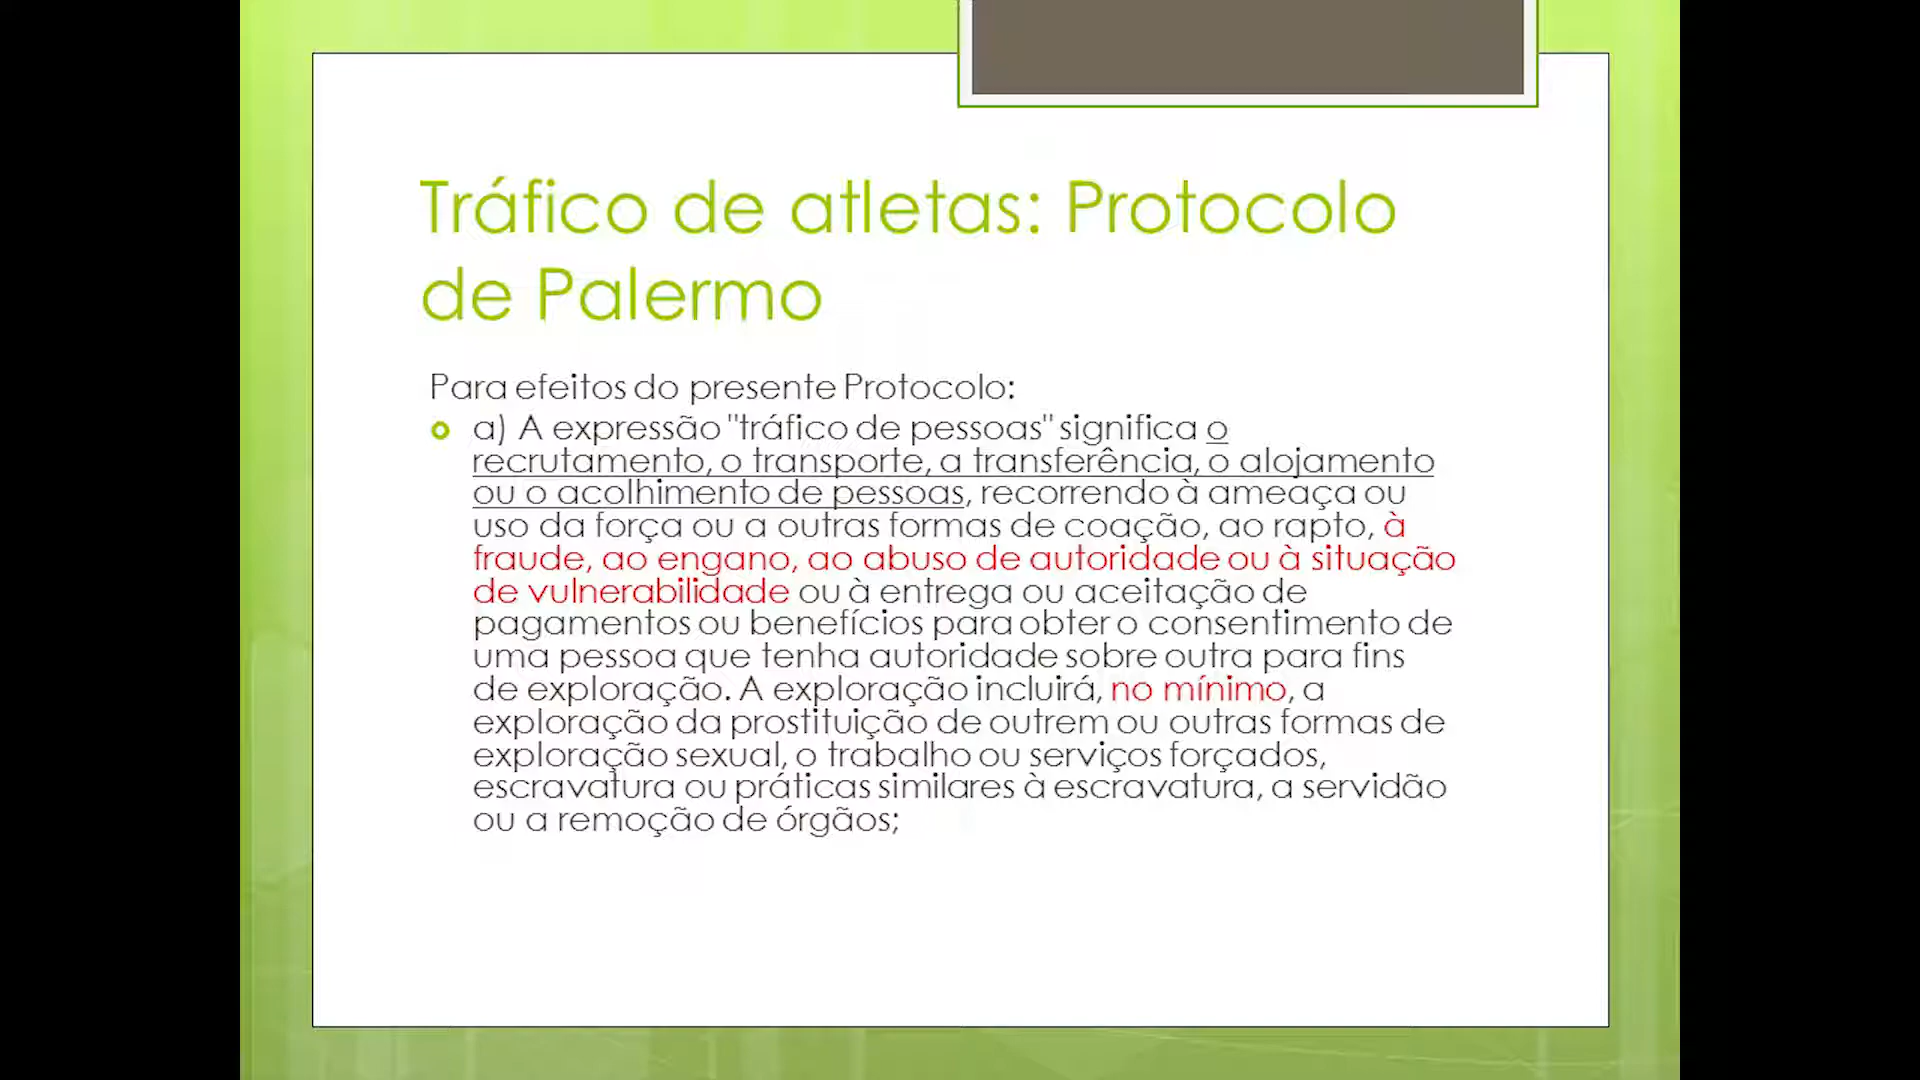 Tráfico de atletas: Protocolo
de Palermo
Para efeitos do presente Protocolo:
a) A expressão "tráfico de pessoas" significa o
recrutamento, o transporte, a transferência, o alojamento
ou o acolhimento de pessoas, recorrendo à ameaça ou
uso da força ou a outras formas de coação, ao rapto, à
fraude, ao engano, ao abuso de autoridade ou à situação
de vulnerabilidade ou à entrega ou aceitação de
pagamentos ou benefícios para obter o consentimento de
uma pessoa que tenha autoridade sobre outra para fins
de exploração. A exploração incluirá, no mínimo, a
exploração da prostituição de outrem ou outras formas de
exploração sexual, o trabalho ou serviços forçados,
escravatura ou práticas similares à escravatura, a servidão
ou a remoção de órgãos;